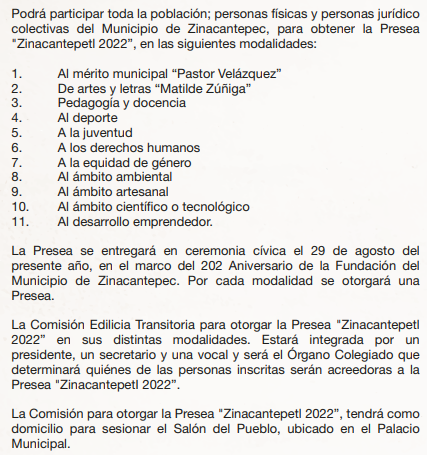 Podrá participar toda la población; personas físicas y personas jurídico
colectivas del Municipio de Zinacantepec, para obtener la Presea
"Zinacantepetl 2022", en las siguientes modalidades:
1. Al mérito municipal "Pastor Velázquez"
2. De artes y letras "Matilde Zúñiga"
3. Pedagogía y docencia
4. Al deporte
5. A la juventud
6. A los derechos humanos
7. A la equidad de género
8. Al ámbito ambiental
9. Al ámbito artesanal
10. Al ámbito científico o tecnológico
11. Al desarrollo emprendedor.
La Presea se entregará en ceremonia cívica el 29 de agosto del
presente año, en el marco del 202 Aniversario de la Fundación del
Municipio de Zinacantepec. Por cada modalidad se otorgará una
Presea.
La Comisión Edilicia Transitoria para otorgar la Presea "Zinacantepetl
2022" en sus distintas modalidades. Estará integrada por un
presidente, un secretario y una vocal y será el Órgano Colegiado que
determinará quiénes de las personas inscritas serán acreedoras a la
Presea "Zinacantepetl 2022".
La Comisión para otorgar la Presea "Zinacantepetl 2022", tendrá como
domicilio para sesionar el Salón del Pueblo, ubicado en el Palacio
Municipal.